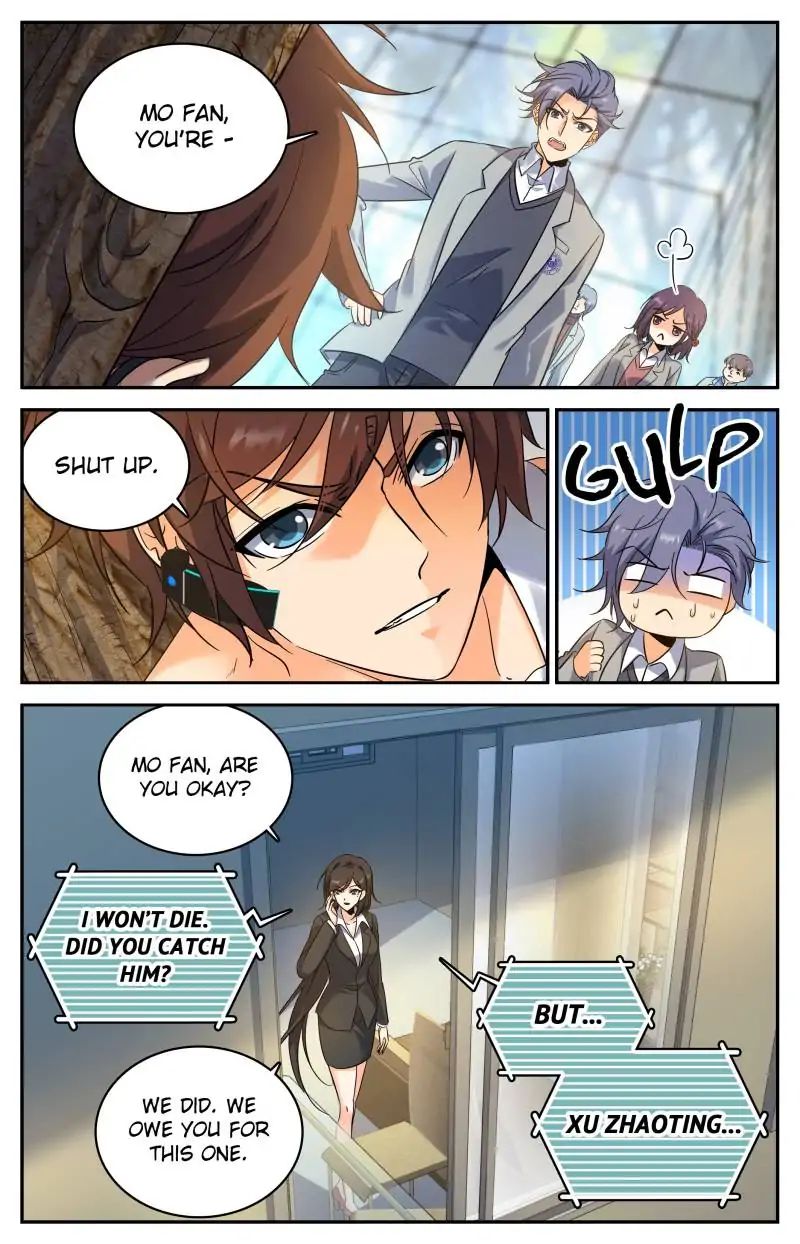 MO FAN,
YOU'RE -
SHUT UP.
GULP
MO FAN, ARE
YOU OKAY?
I WON'T DIE.
DID YOU CATCH
HIM?
WE DID. WE
OWE YOU FOR
THIS ONE.
BUT...
XU ZHAOTING...